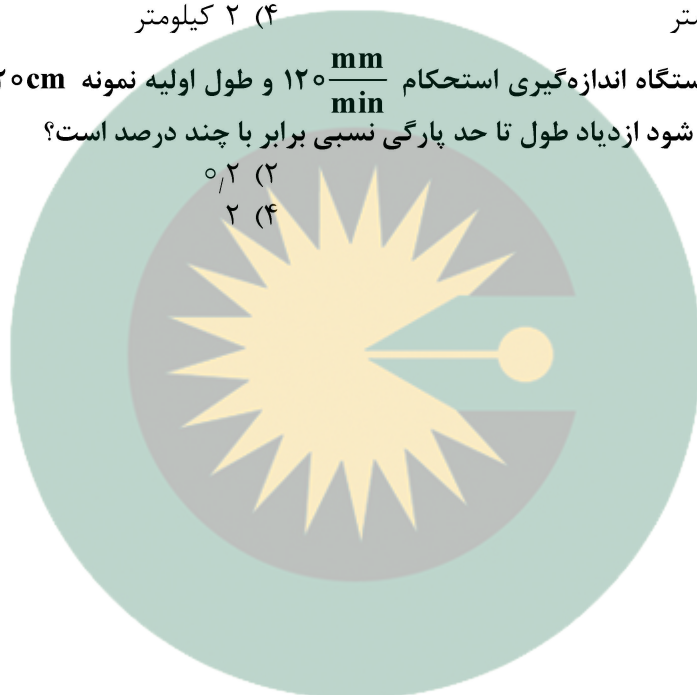 ۴) ۲ کیلومتر
دستگاه اندازه‌گیری استحکام ۱۲۰ mm/min و طول اولیه نمونه ۲۰cm
شود ازدیاد طول تا حد پارگی نسبی برابر با چند درصد است؟
۲) ۰٫۲
۴) ۲